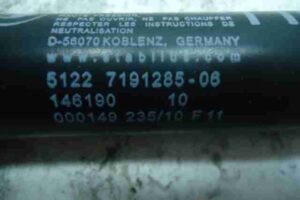 NE PAS OUVRIR, NE PAS CHAUFFER
RESPECTER LES INSTRUCTIONS DE
NEUTRALISATION
D-56070 KOBLENZ, GERMANY
www.stabilus.com
5122 7191285-06
146190 10
000149 235/10 F 11